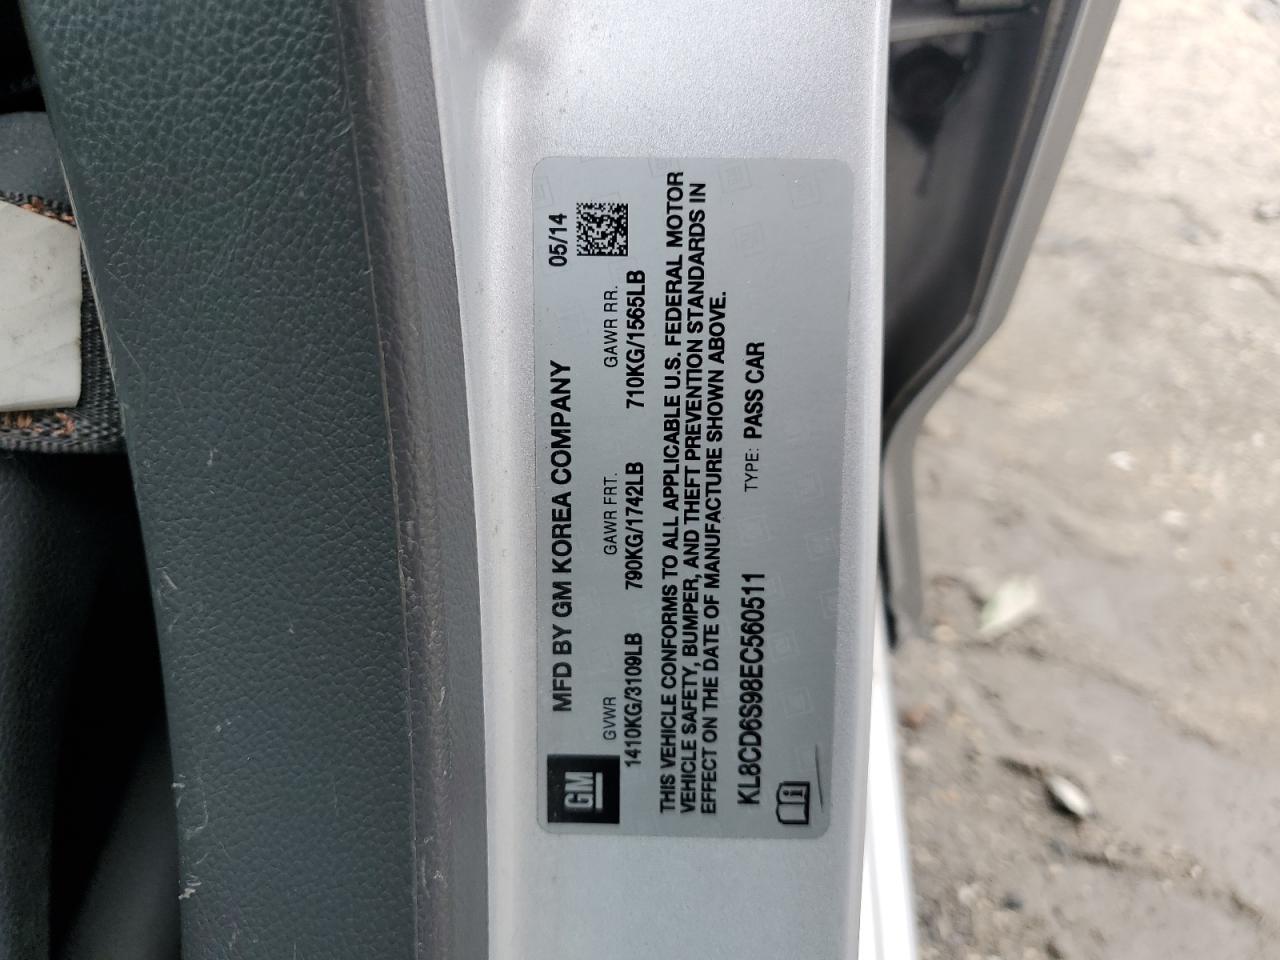 MFD BY GM KOREA COMPANY 05/14
GM
GVWR GAWR FRT. GAWR RR.
1410KG/3109LB 790KG/1742LB 710KG/1565LB
THIS VEHICLE CONFORMS TO ALL APPLICABLE U.S. FEDERAL MOTOR
VEHICLE SAFETY, BUMPER, AND THEFT PREVENTION STANDARDS IN
EFFECT ON THE DATE OF MANUFACTURE SHOWN ABOVE.
KL8CD6S98EC560511 TYPE: PASS CAR